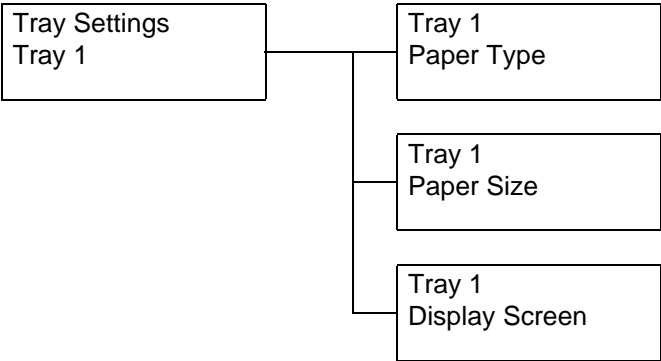 Tray Settings
Tray 1
Tray 1
Paper Type
Tray 1
Paper Size
Tray 1
Display Screen